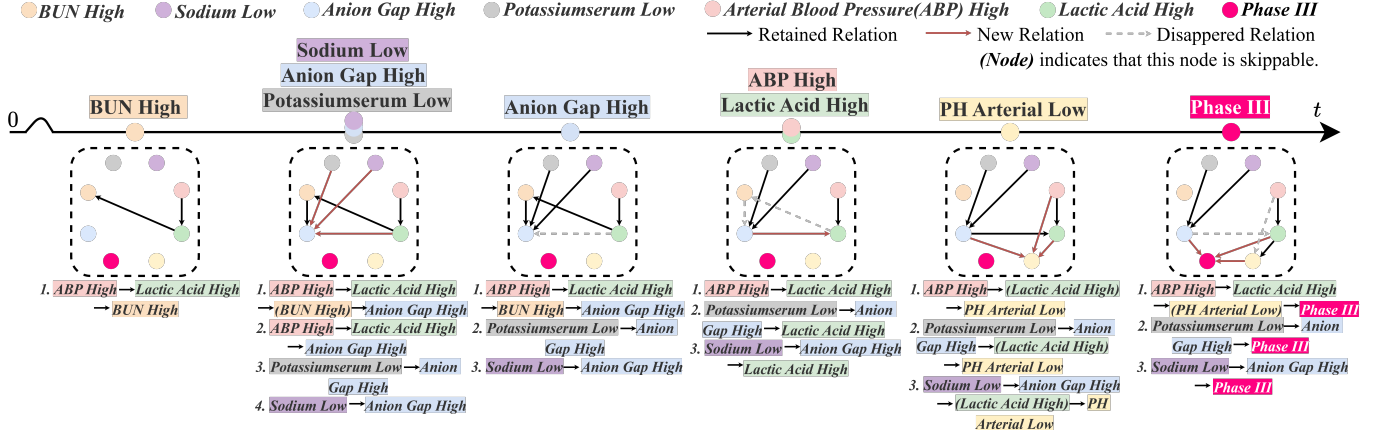 BUN High Sodium Low Anion Gap High Potassiumserum Low Arterial Blood Pressure(ABP) High Lactic Acid High Phase III
Retained Relation New Relation Disappered Relation
(Node) indicates that this node is skippable.
Sodium Low
Anion Gap High
Potassiumserum Low
BUN High
Anion Gap High
ABP High
Lactic Acid High
PH Arterial Low
Phase III
0
t
1. ABP High → Lactic Acid High
→ BUN High
1. ABP High → Lactic Acid High
→ (BUN High) → Anion Gap High
2. ABP High → Lactic Acid High
→ Anion Gap High
3. Potassiumserum Low → Anion
Gap High
4. Sodium Low → Anion Gap High
1. ABP High → Lactic Acid High
→ BUN High → Anion Gap High
2. Potassiumserum Low → Anion
Gap High
3. Sodium Low → Anion Gap High
1. ABP High → Lactic Acid High
2. Potassiumserum Low → Anion
Gap High → Lactic Acid High
3. Sodium Low → Anion Gap High
→ Lactic Acid High
1. ABP High → (Lactic Acid High)
→ PH Arterial Low
2. Potassiumserum Low → Anion
Gap High → (Lactic Acid High)
→ PH Arterial Low
3. Sodium Low → Anion Gap High
→ (Lactic Acid High) → PH
Arterial Low
1. ABP High → Lactic Acid High
→ (PH Arterial Low) → Phase III
2. Potassiumserum Low → Anion
Gap High → Phase III
3. Sodium Low → Anion Gap High
→ Phase III